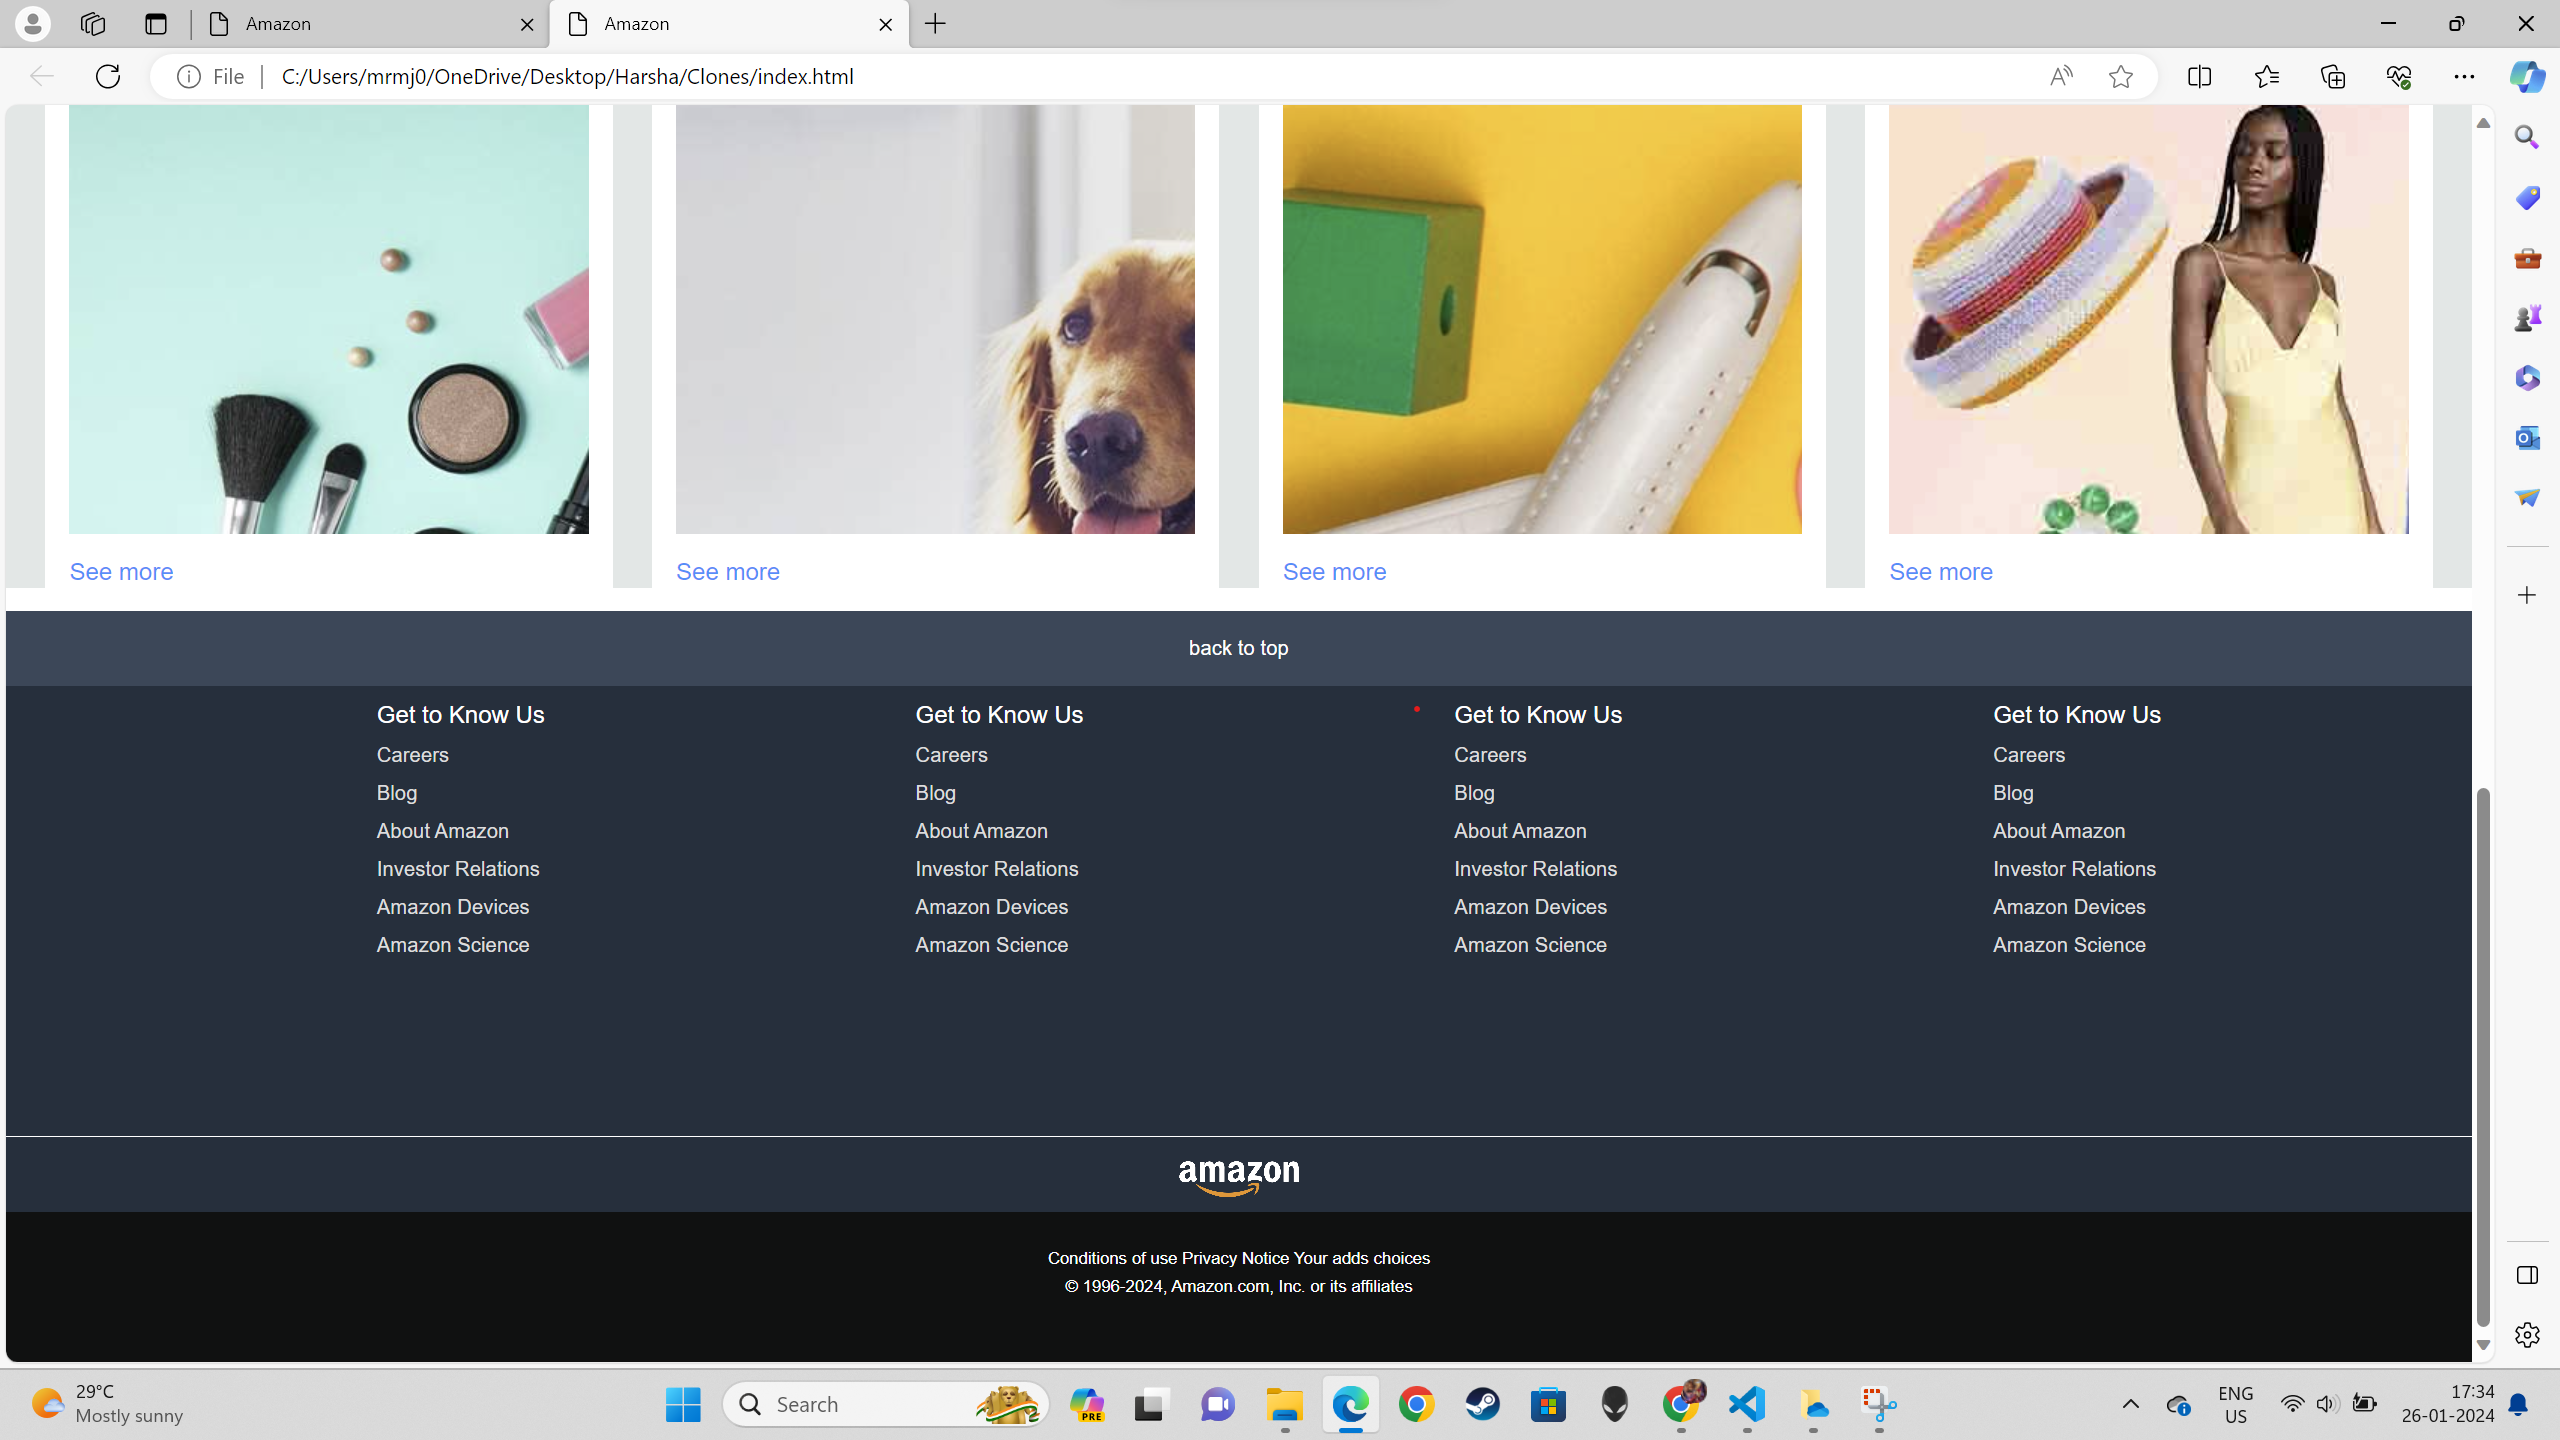 Amazon
Amazon
File
C:/Users/mrmj0/OneDrive/Desktop/Harsha/Clones/index.html
See more
See more
See more
See more
back to top
Get to Know Us
Careers
Blog
About Amazon
Investor Relations
Amazon Devices
Amazon Science
Get to Know Us
Careers
Blog
About Amazon
Investor Relations
Amazon Devices
Amazon Science
Get to Know Us
Careers
Blog
About Amazon
Investor Relations
Amazon Devices
Amazon Science
Get to Know Us
Careers
Blog
About Amazon
Investor Relations
Amazon Devices
Amazon Science
amazon
Conditions of use Privacy Notice Your adds choices
© 1996-2024, Amazon.com, Inc. or its affiliates
29°C
Mostly sunny
Search
PRE
ENG
US
17:34
26-01-2024